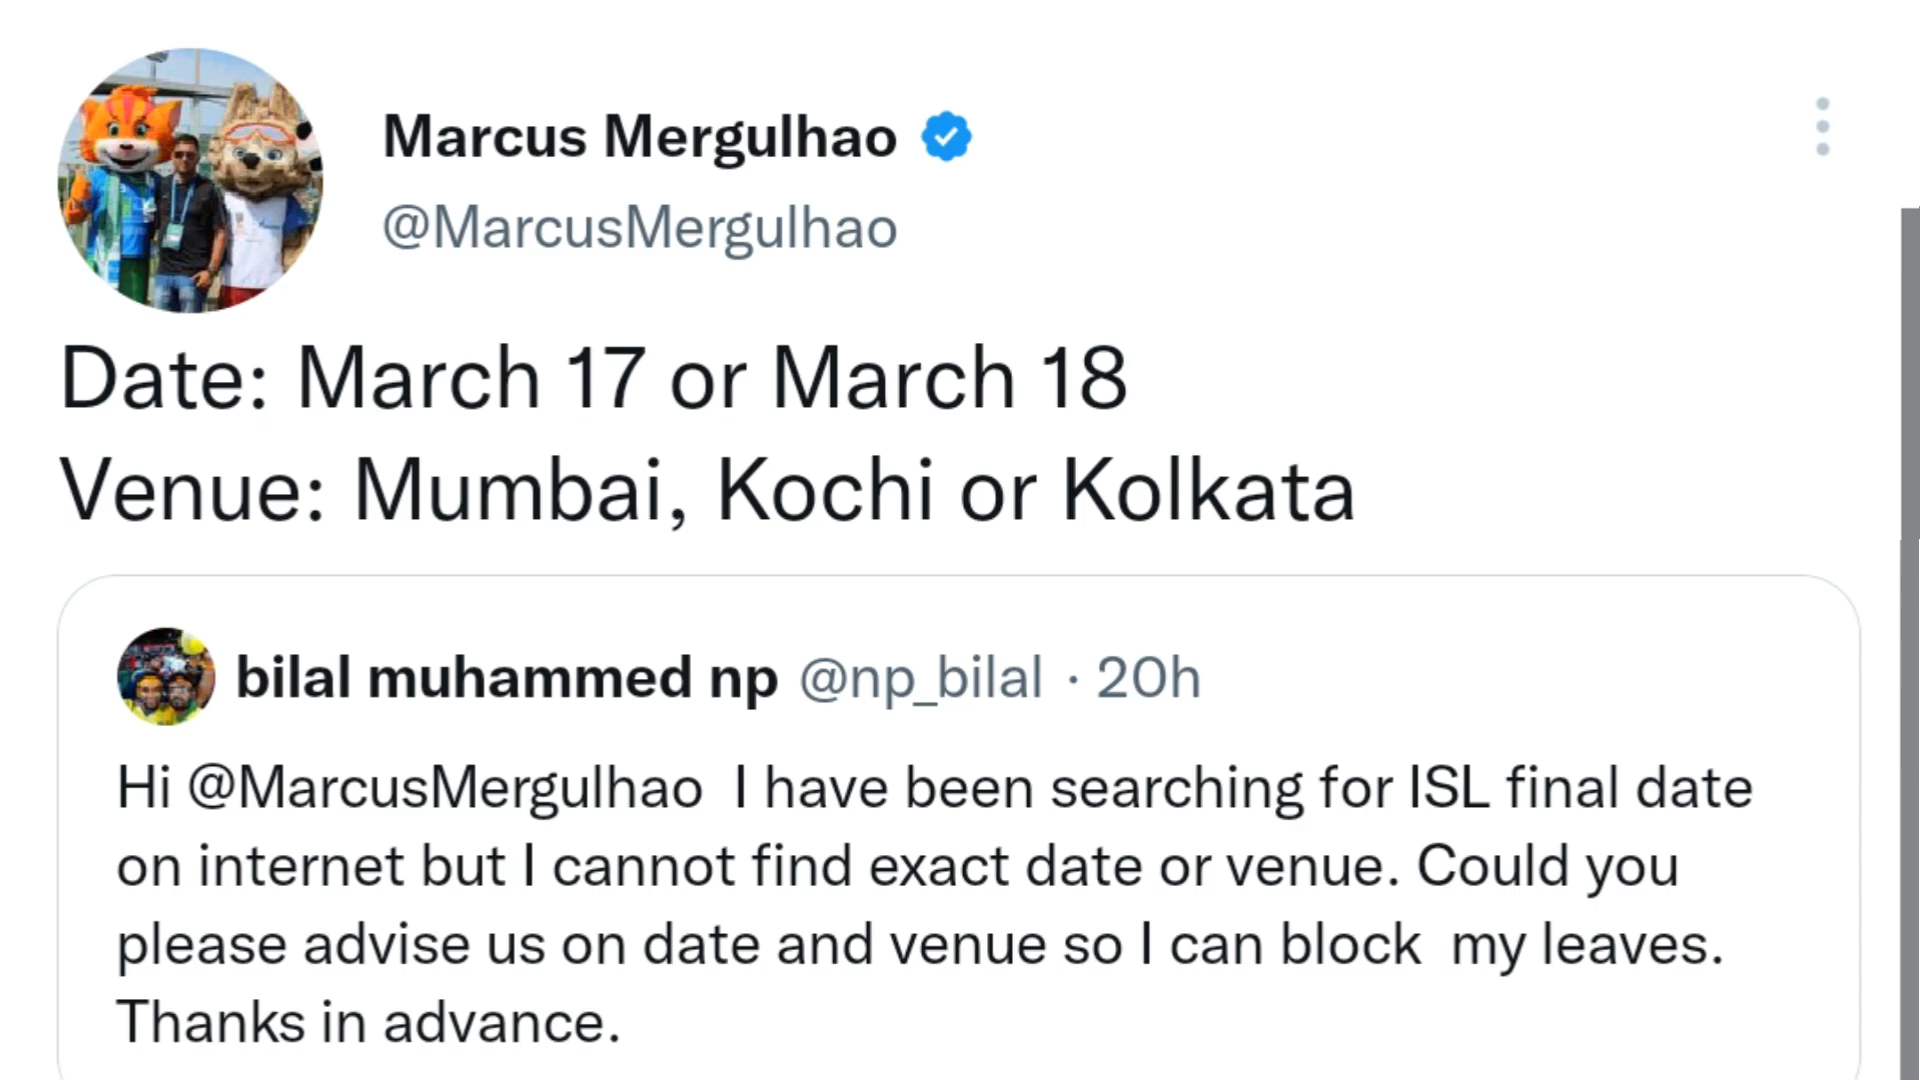 Marcus Mergulhao
@MarcusMergulhao
Date: March 17 or March 18
Venue: Mumbai, Kochi or Kolkata
bilal muhammed np @np_bilal · 20h
Hi @MarcusMergulhao  I have been searching for ISL final date
on internet but I cannot find exact date or venue. Could you
please advise us on date and venue so I can block  my leaves.
Thanks in advance.